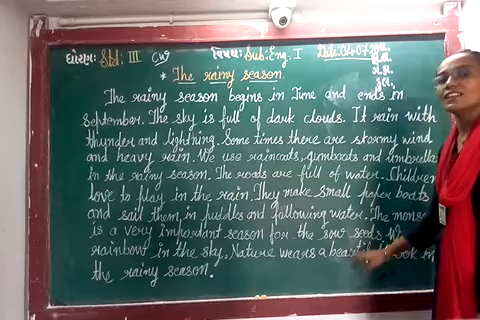 ધોરણ: Std: III CW વિષય: Sub: Eng. I Date: 04-07-20
* The rainy season.
The rainy season begins in June and ends in
September. The sky is full of dark clouds. It rain with
thunder and lightning. Some times there are stormy wind
and heavy rain. We use raincoats, gumboots and umbrellas
in the rainy season. The roads are full of water. Children
love to play in the rain. They make small paper boats
and sail them in puddles and following water. The monso
is a very important season for the sow seeds. W
rainbow in the sky. Nature wears a beautif look in
the rainy season.